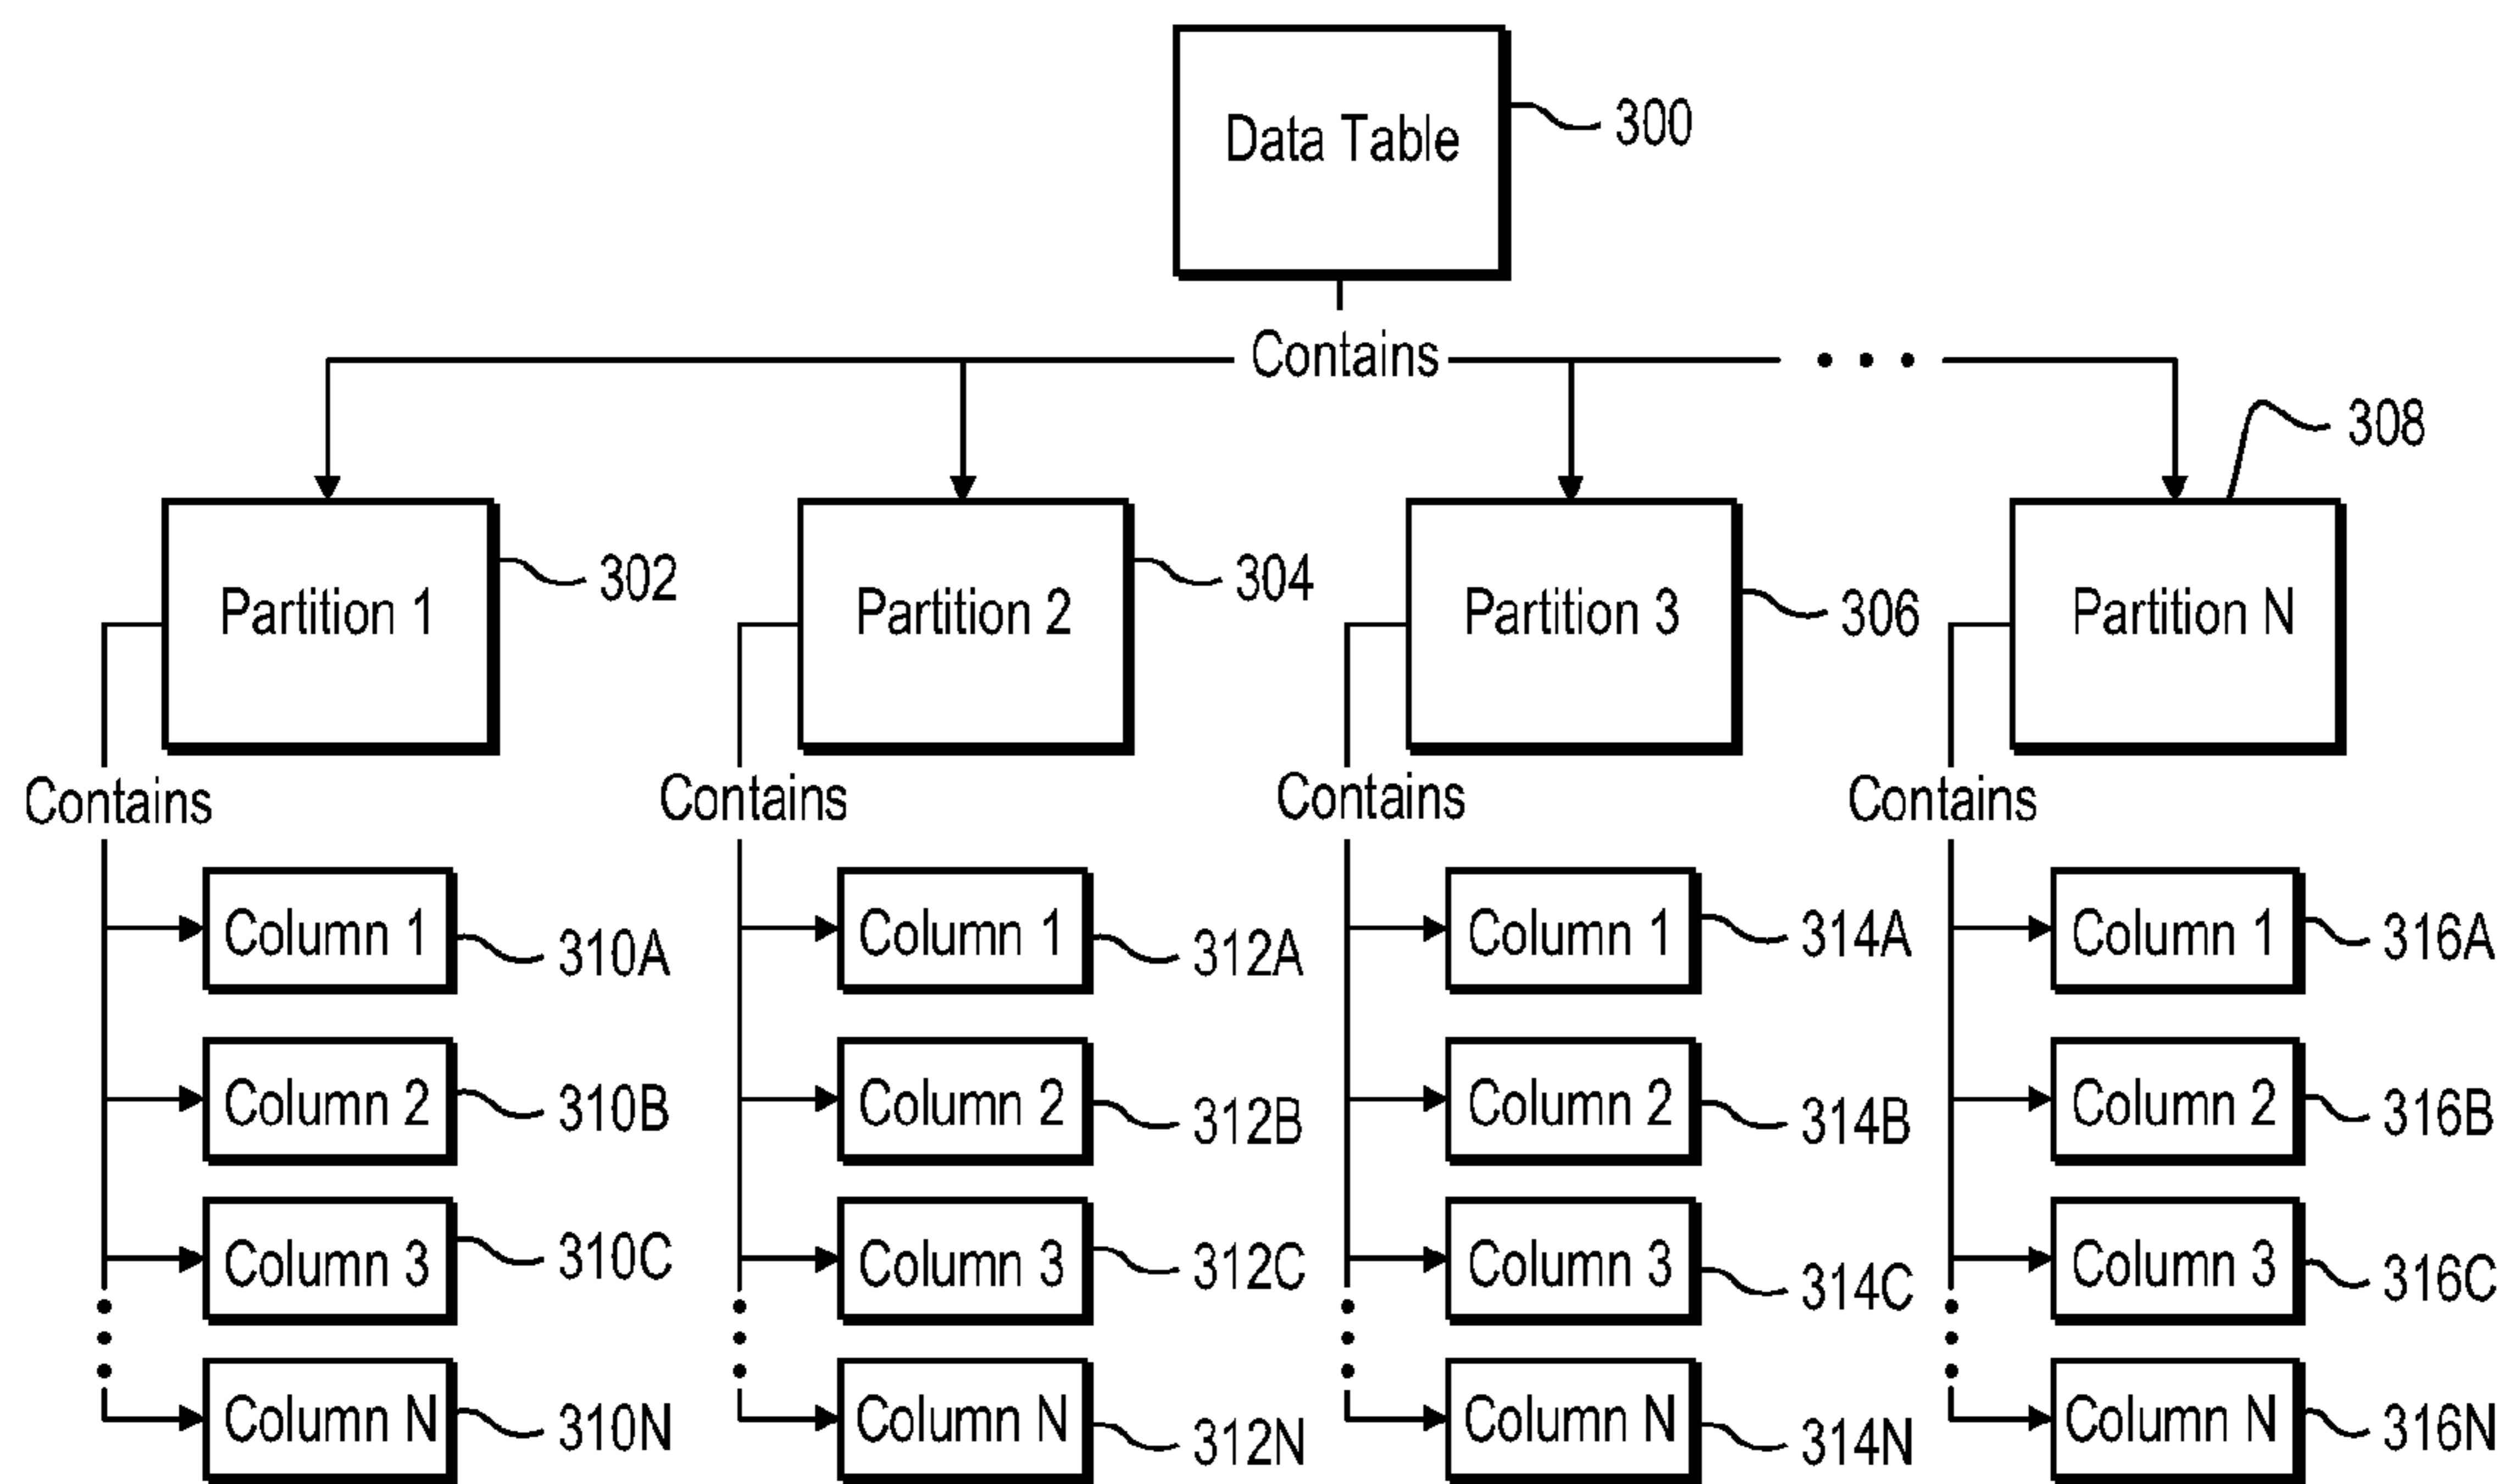 Data Table
300
Contains
308
Partition 1
302
Partition 2
304
Partition 3
306
Partition N
Contains
Contains
Contains
Contains
Column 1
310A
Column 1
312A
Column 1
314A
Column 1
316A
Column 2
310B
Column 2
312B
Column 2
314B
Column 2
316B
Column 3
310C
Column 3
312C
Column 3
314C
Column 3
316C
Column N
310N
Column N
312N
Column N
314N
Column N
316N